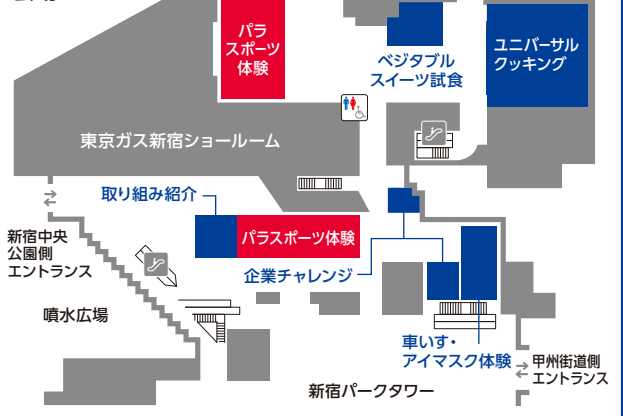 パラ
スポーツ
体験
ベジタブル
スイーツ試食
ユニバーサル
クッキング
東京ガス新宿ショールーム
取り組み紹介
パラスポーツ体験
新宿中央
公園側
エントランス
企業チャレンジ
噴水広場
車いす・
アイマスク体験
甲州街道側
エントランス
新宿パークタワー